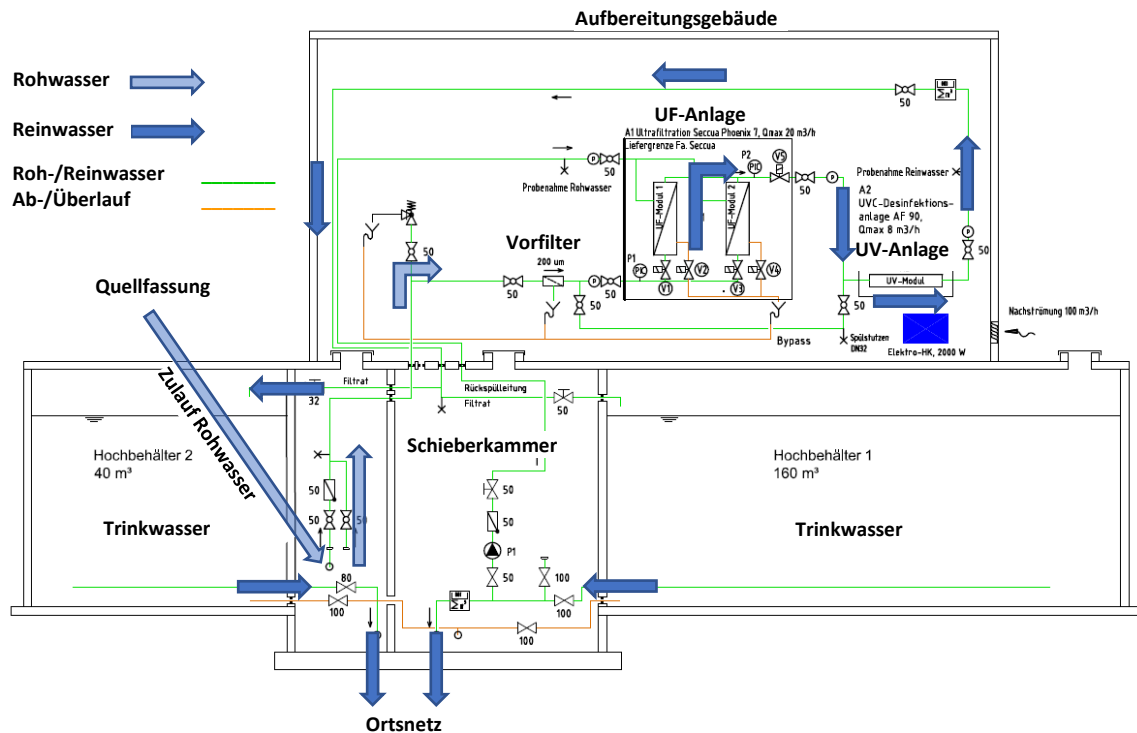 Aufbereitungsgebäude
Rohwasser
Reinwasser
Roh-/Reinwasser
Ab-/Überlauf
50
UF-Anlage
A1 Ultrafiltration Seccua Phoenix 7, Qmax 20 m3/h
Liefergrenze Fa. Seccua
P2
V5
P
PIC
50
50
P
Probenahme Rohwasser
Probenahme Reinwasser
A2
UVC-Desinfektions-
anlage AF 90,
Qmax 8 m3/h
UF-Modul 1
UF-Modul 2
P
50
50
Vorfilter
200 um
UV-Anlage
P1
PIC
V2
V4
V1
V3
P
50
50
50
UV-Modul
50
Quellfassung
Bypass
Spülstutzen
DN32
Elektro-HK, 2000 W
Nachströmung 100 m3/h
Zulauf Rohwasser
Filtrat
32
Rückspülleitung
Filtrat
50
Schieberkammer
Hochbehälter 2
40 m³
Hochbehälter 1
160 m³
50
50
50
50
Trinkwasser
Trinkwasser
P1
80
50
100
100
100
100
Ortsnetz